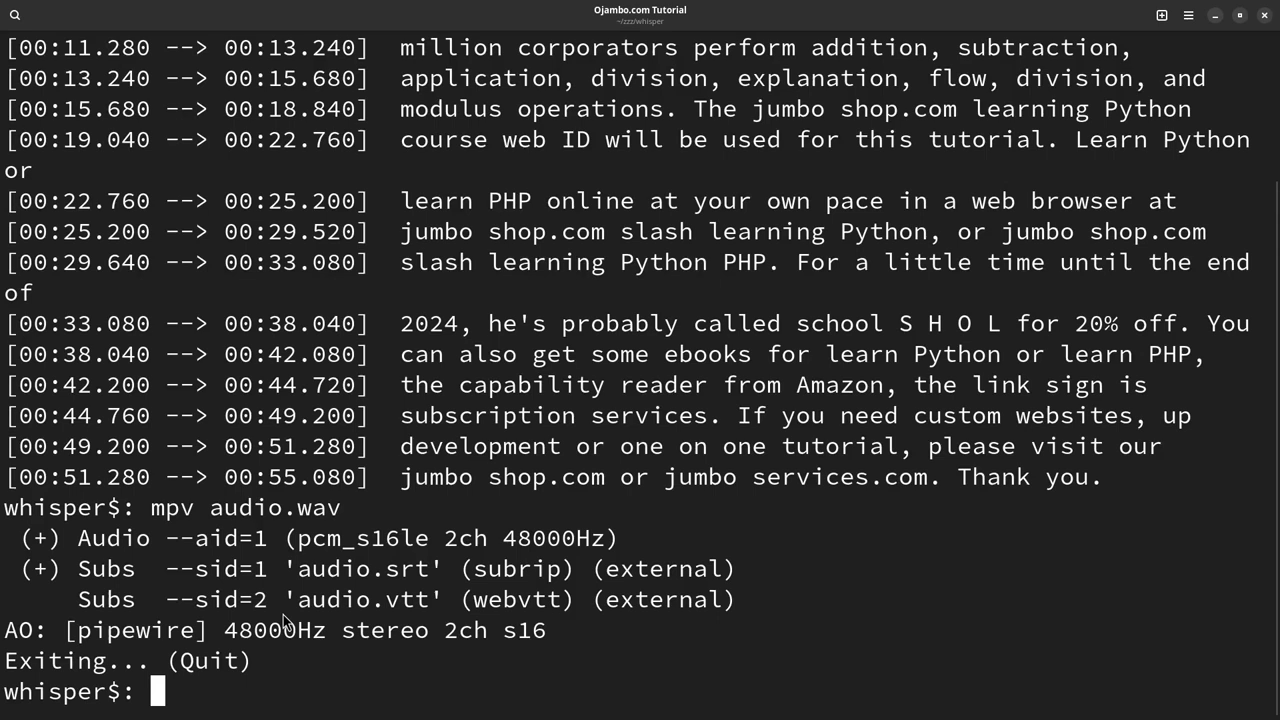 Ojambo.com Tutorial
~/zzz/whisper
[00:11.280 --> 00:13.240]  million corporators perform addition, subtraction,
[00:13.240 --> 00:15.680]  application, division, explanation, flow, division, and
[00:15.680 --> 00:18.840]  modulus operations. The jumbo shop.com learning Python
[00:19.040 --> 00:22.760]  course web ID will be used for this tutorial. Learn Python
or
[00:22.760 --> 00:25.200]  learn PHP online at your own pace in a web browser at
[00:25.200 --> 00:29.520]  jumbo shop.com slash learning Python, or jumbo shop.com
[00:29.640 --> 00:33.080]  slash learning Python PHP. For a little time until the end
of
[00:33.080 --> 00:38.040]  2024, he's probably called school S H O L for 20% off. You
[00:38.040 --> 00:42.080]  can also get some ebooks for learn Python or learn PHP,
[00:42.200 --> 00:44.720]  the capability reader from Amazon, the link sign is
[00:44.760 --> 00:49.200]  subscription services. If you need custom websites, up
[00:49.200 --> 00:51.280]  development or one on one tutorial, please visit our
[00:51.280 --> 00:55.080]  jumbo shop.com or jumbo services.com. Thank you.
whisper$: mpv audio.wav
 (+) Audio --aid=1 (pcm_s16le 2ch 48000Hz)
 (+) Subs  --sid=1 'audio.srt' (subrip) (external)
     Subs  --sid=2 'audio.vtt' (webvtt) (external)
AO: [pipewire] 48000Hz stereo 2ch s16
Exiting... (Quit)
whisper$: